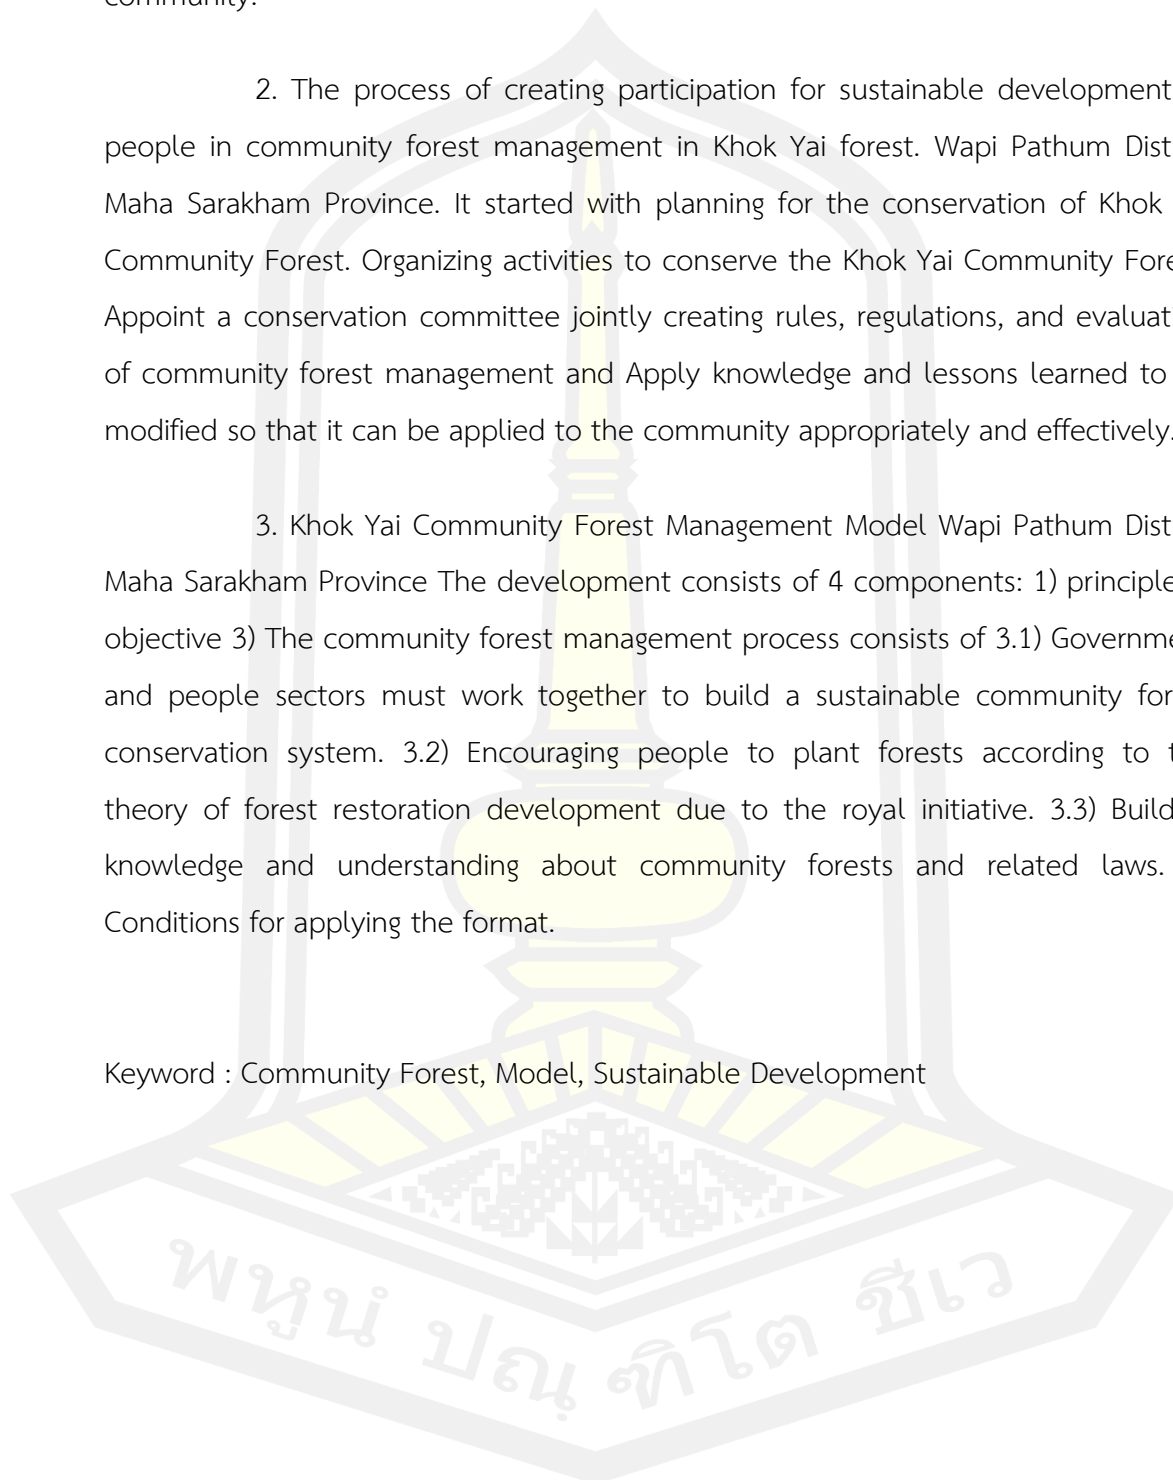 community.
2. The process of creating participation for sustainable development
people in community forest management in Khok Yai forest. Wapi Pathum Dist
Maha Sarakham Province. It started with planning for the conservation of Khok
Community Forest. Organizing activities to conserve the Khok Yai Community Fore
Appoint a conservation committee jointly creating rules, regulations, and evaluat
of community forest management and Apply knowledge and lessons learned to
modified so that it can be applied to the community appropriately and effectively.
3. Khok Yai Community Forest Management Model Wapi Pathum Dist
Maha Sarakham Province The development consists of 4 components: 1) principle
objective 3) The community forest management process consists of 3.1) Governme
and people sectors must work together to build a sustainable community for
conservation system. 3.2) Encouraging people to plant forests according to t
theory of forest restoration development due to the royal initiative. 3.3) Build
knowledge and understanding about community forests and related laws.
Conditions for applying the format.
Keyword : Community Forest, Model, Sustainable Development
พหูนํ ปณฺฑิโต ชีเว